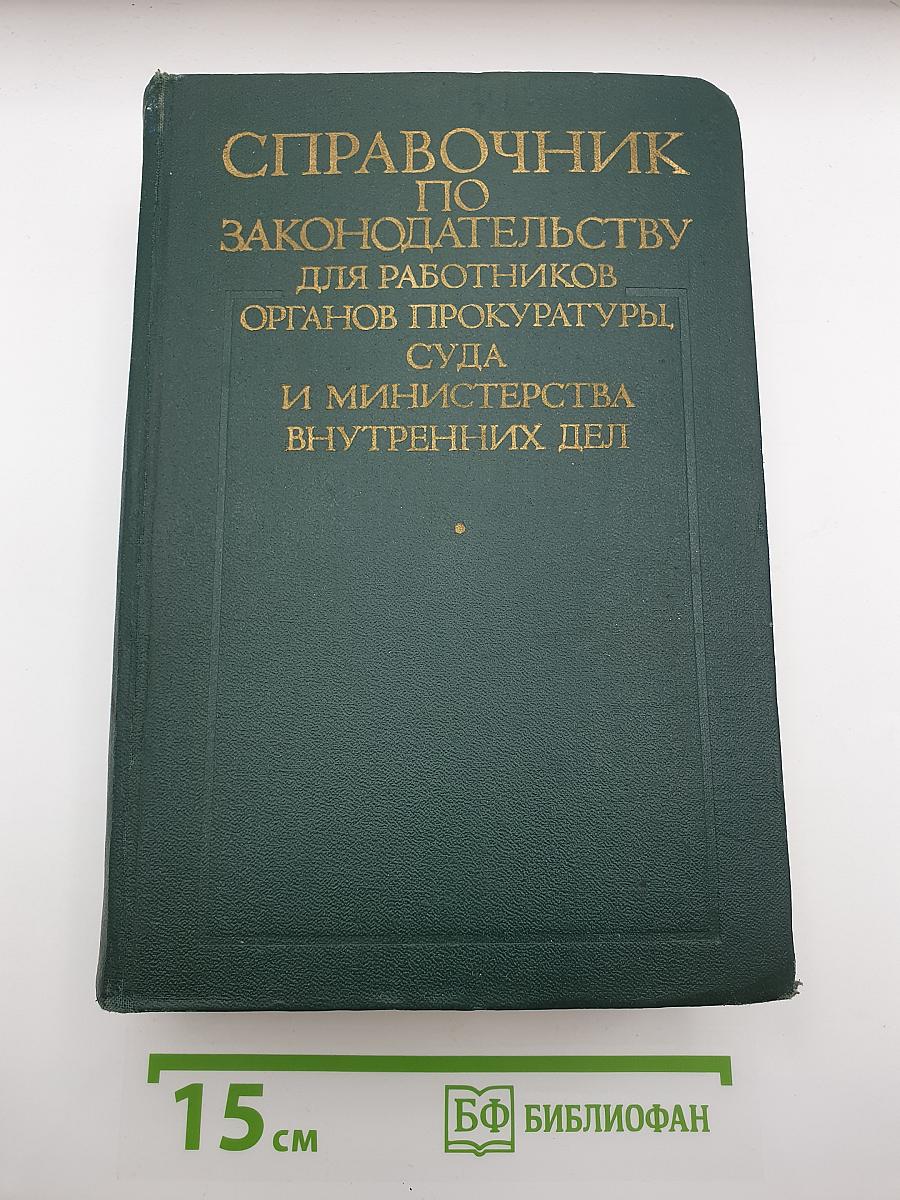 СПРАВОЧНИК
ПО
ЗАКОНОДАТЕЛЬСТВУ
ДЛЯ РАБОТНИКОВ
ОРГАНОВ ПРОКУРАТУРЫ,
СУДА
И МИНИСТЕРСТВА
ВНУТРЕННИХ ДЕЛ
15 см
БФ БИБЛИОФАН